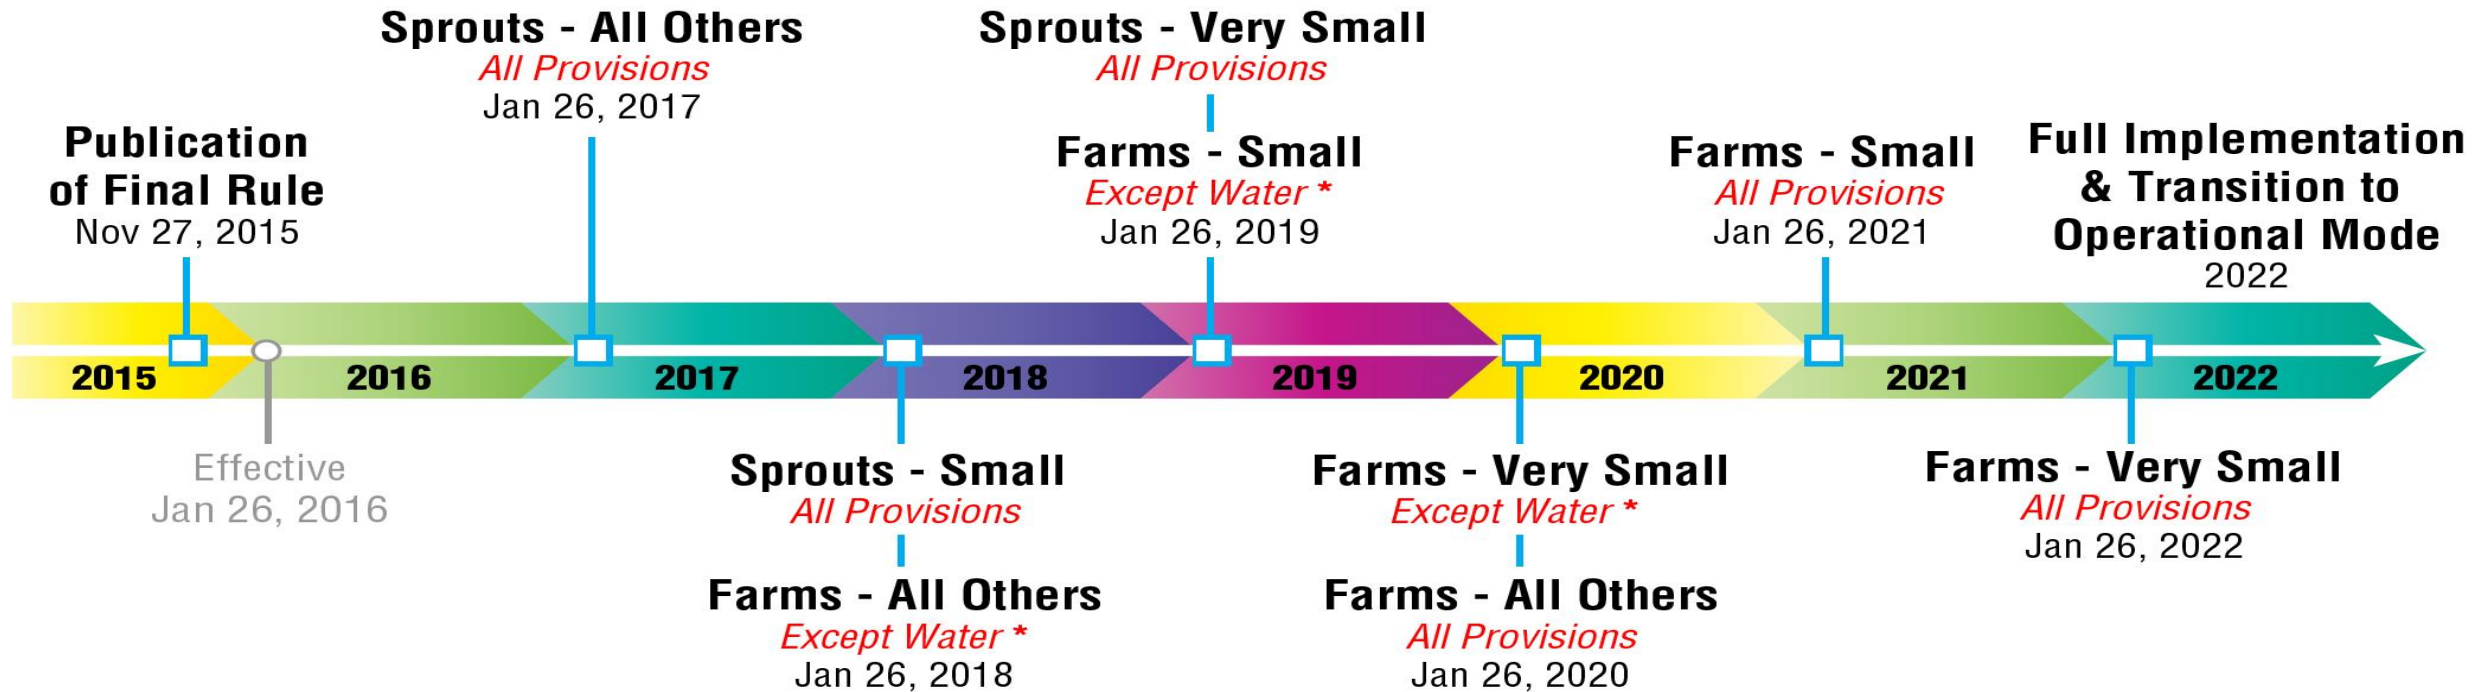 Sprouts - All Others
All Provisions
Jan 26, 2017
Sprouts - Very Small
All Provisions
Publication
of Final Rule
Nov 27, 2015
Farms - Small
Except Water *
Jan 26, 2019
Farms - Small
All Provisions
Jan 26, 2021
Full Implementation
& Transition to
Operational Mode
2022
2015
2016
2017
2018
2019
2020
2021
2022
Effective
Jan 26, 2016
Sprouts - Small
All Provisions
Farms - All Others
Except Water *
Jan 26, 2018
Farms - Very Small
Except Water *
Farms - All Others
All Provisions
Jan 26, 2020
Farms - Very Small
All Provisions
Jan 26, 2022